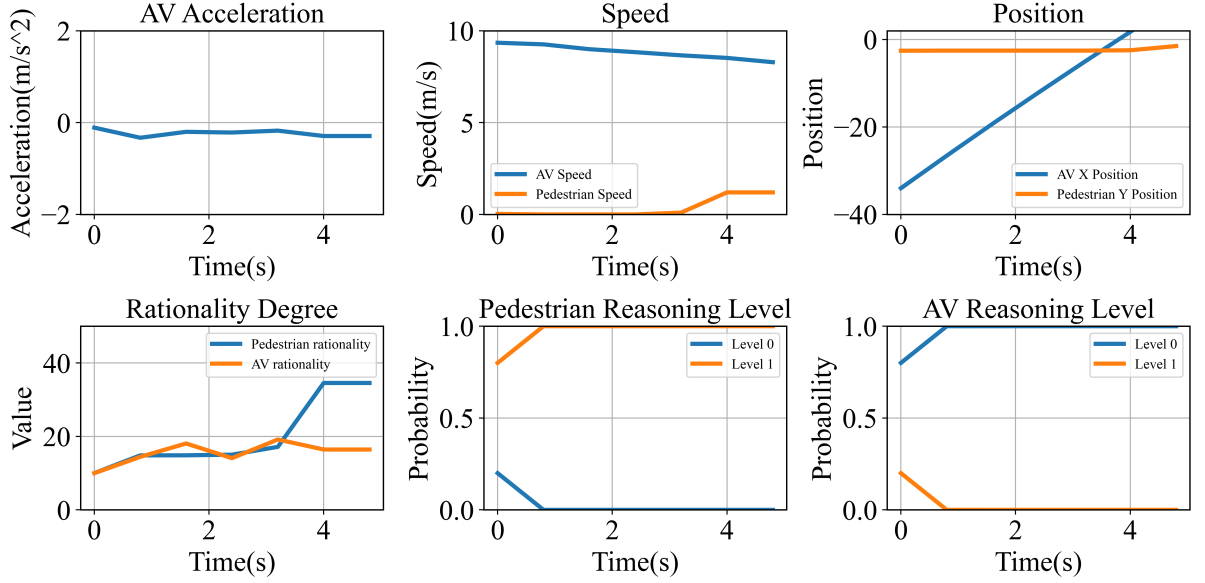 AV Acceleration
Acceleration(m/s^2)
2
0
−2
0 2 4
Time(s)
Speed
Speed(m/s)
10
5
0
AV Speed
Pedestrian Speed
0 2 4
Time(s)
Position
Position
0
−20
−40
AV X Position
Pedestrian Y Position
0 2 4
Time(s)
Rationality Degree
Value
40
20
0
Pedestrian rationality
AV rationality
0 2 4
Time(s)
Pedestrian Reasoning Level
Probability
1.0
0.5
0.0
Level 0
Level 1
0 2 4
Time(s)
AV Reasoning Level
Probability
1.0
0.5
0.0
Level 0
Level 1
0 2 4
Time(s)